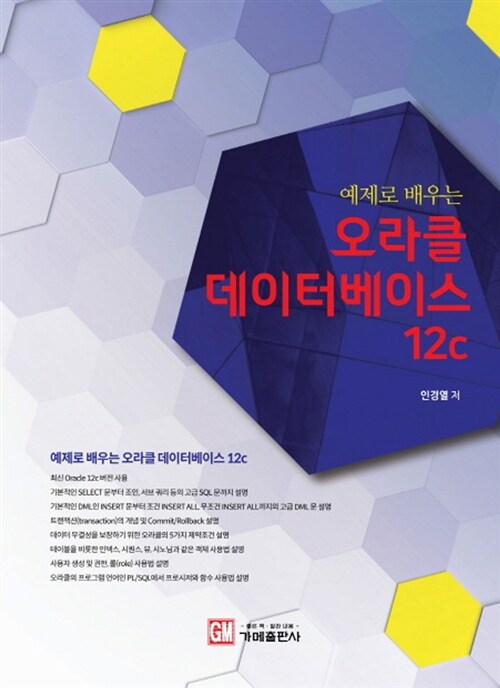 예제로 배우는
오라클
데이터베이스
12c
인경열 저
예제로 배우는 오라클 데이터베이스 12c
최신 Oracle 12c 버전 사용
기본적인 SELECT 문부터 조인, 서브 쿼리 등의 고급 SQL 문까지 설명
기본적인 DML인 INSERT 문부터 조건 INSERT ALL, 무조건 INSERT ALL까지의 고급 DML 문 설명
트랜잭션(transaction)의 개념 및 Commit/Rollback 설명
데이터 무결성을 보장하기 위한 오라클의 5가지 제약조건 설명
테이블을 비롯한 인덱스, 시퀀스, 뷰, 시노님과 같은 객체 사용법 설명
사용자 생성 및 권한, 롤(role) 사용법 설명
오라클의 프로그램 언어인 PL/SQL에서 프로시저와 함수 사용법 설명
GM
- 좋은 책·알찬 내용 -
가메출판사